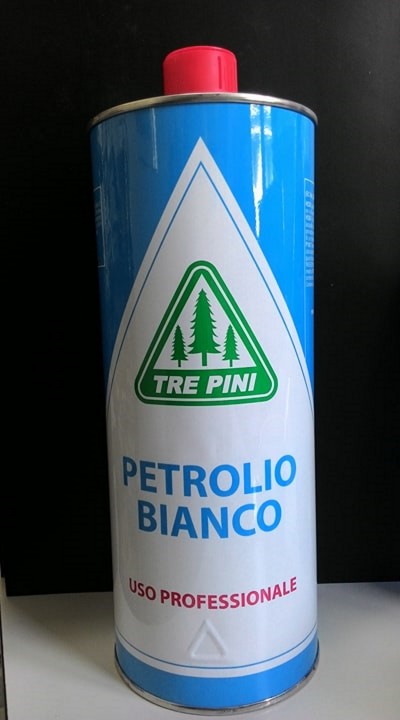 TRE PINI
PETROLIO
BIANCO
USO PROFESSIONALE